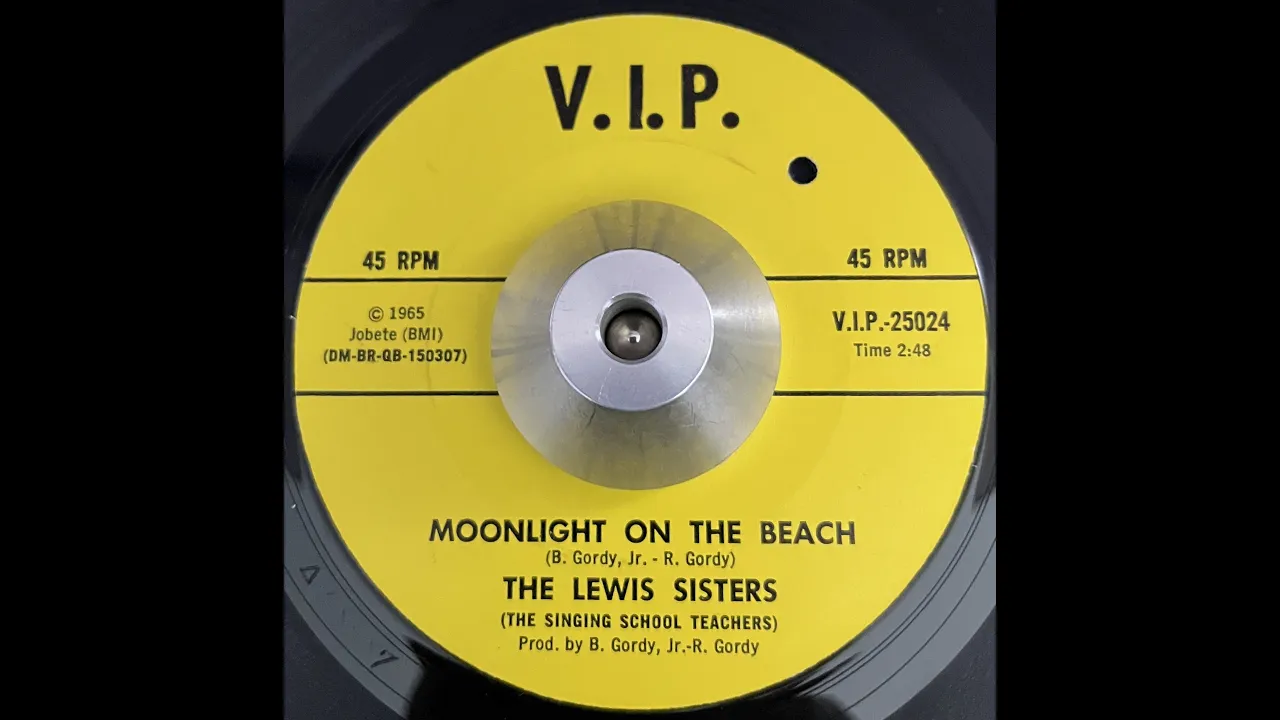 V.I.P.
45 RPM
45 RPM
© 1965
Jobete (BMI)
(DM-BR-QB-150307)
V.I.P.-25024
Time 2:48
MOONLIGHT ON THE BEACH
(B. Gordy, Jr. - R. Gordy)
THE LEWIS SISTERS
(THE SINGING SCHOOL TEACHERS)
Prod. by B. Gordy, Jr.-R. Gordy